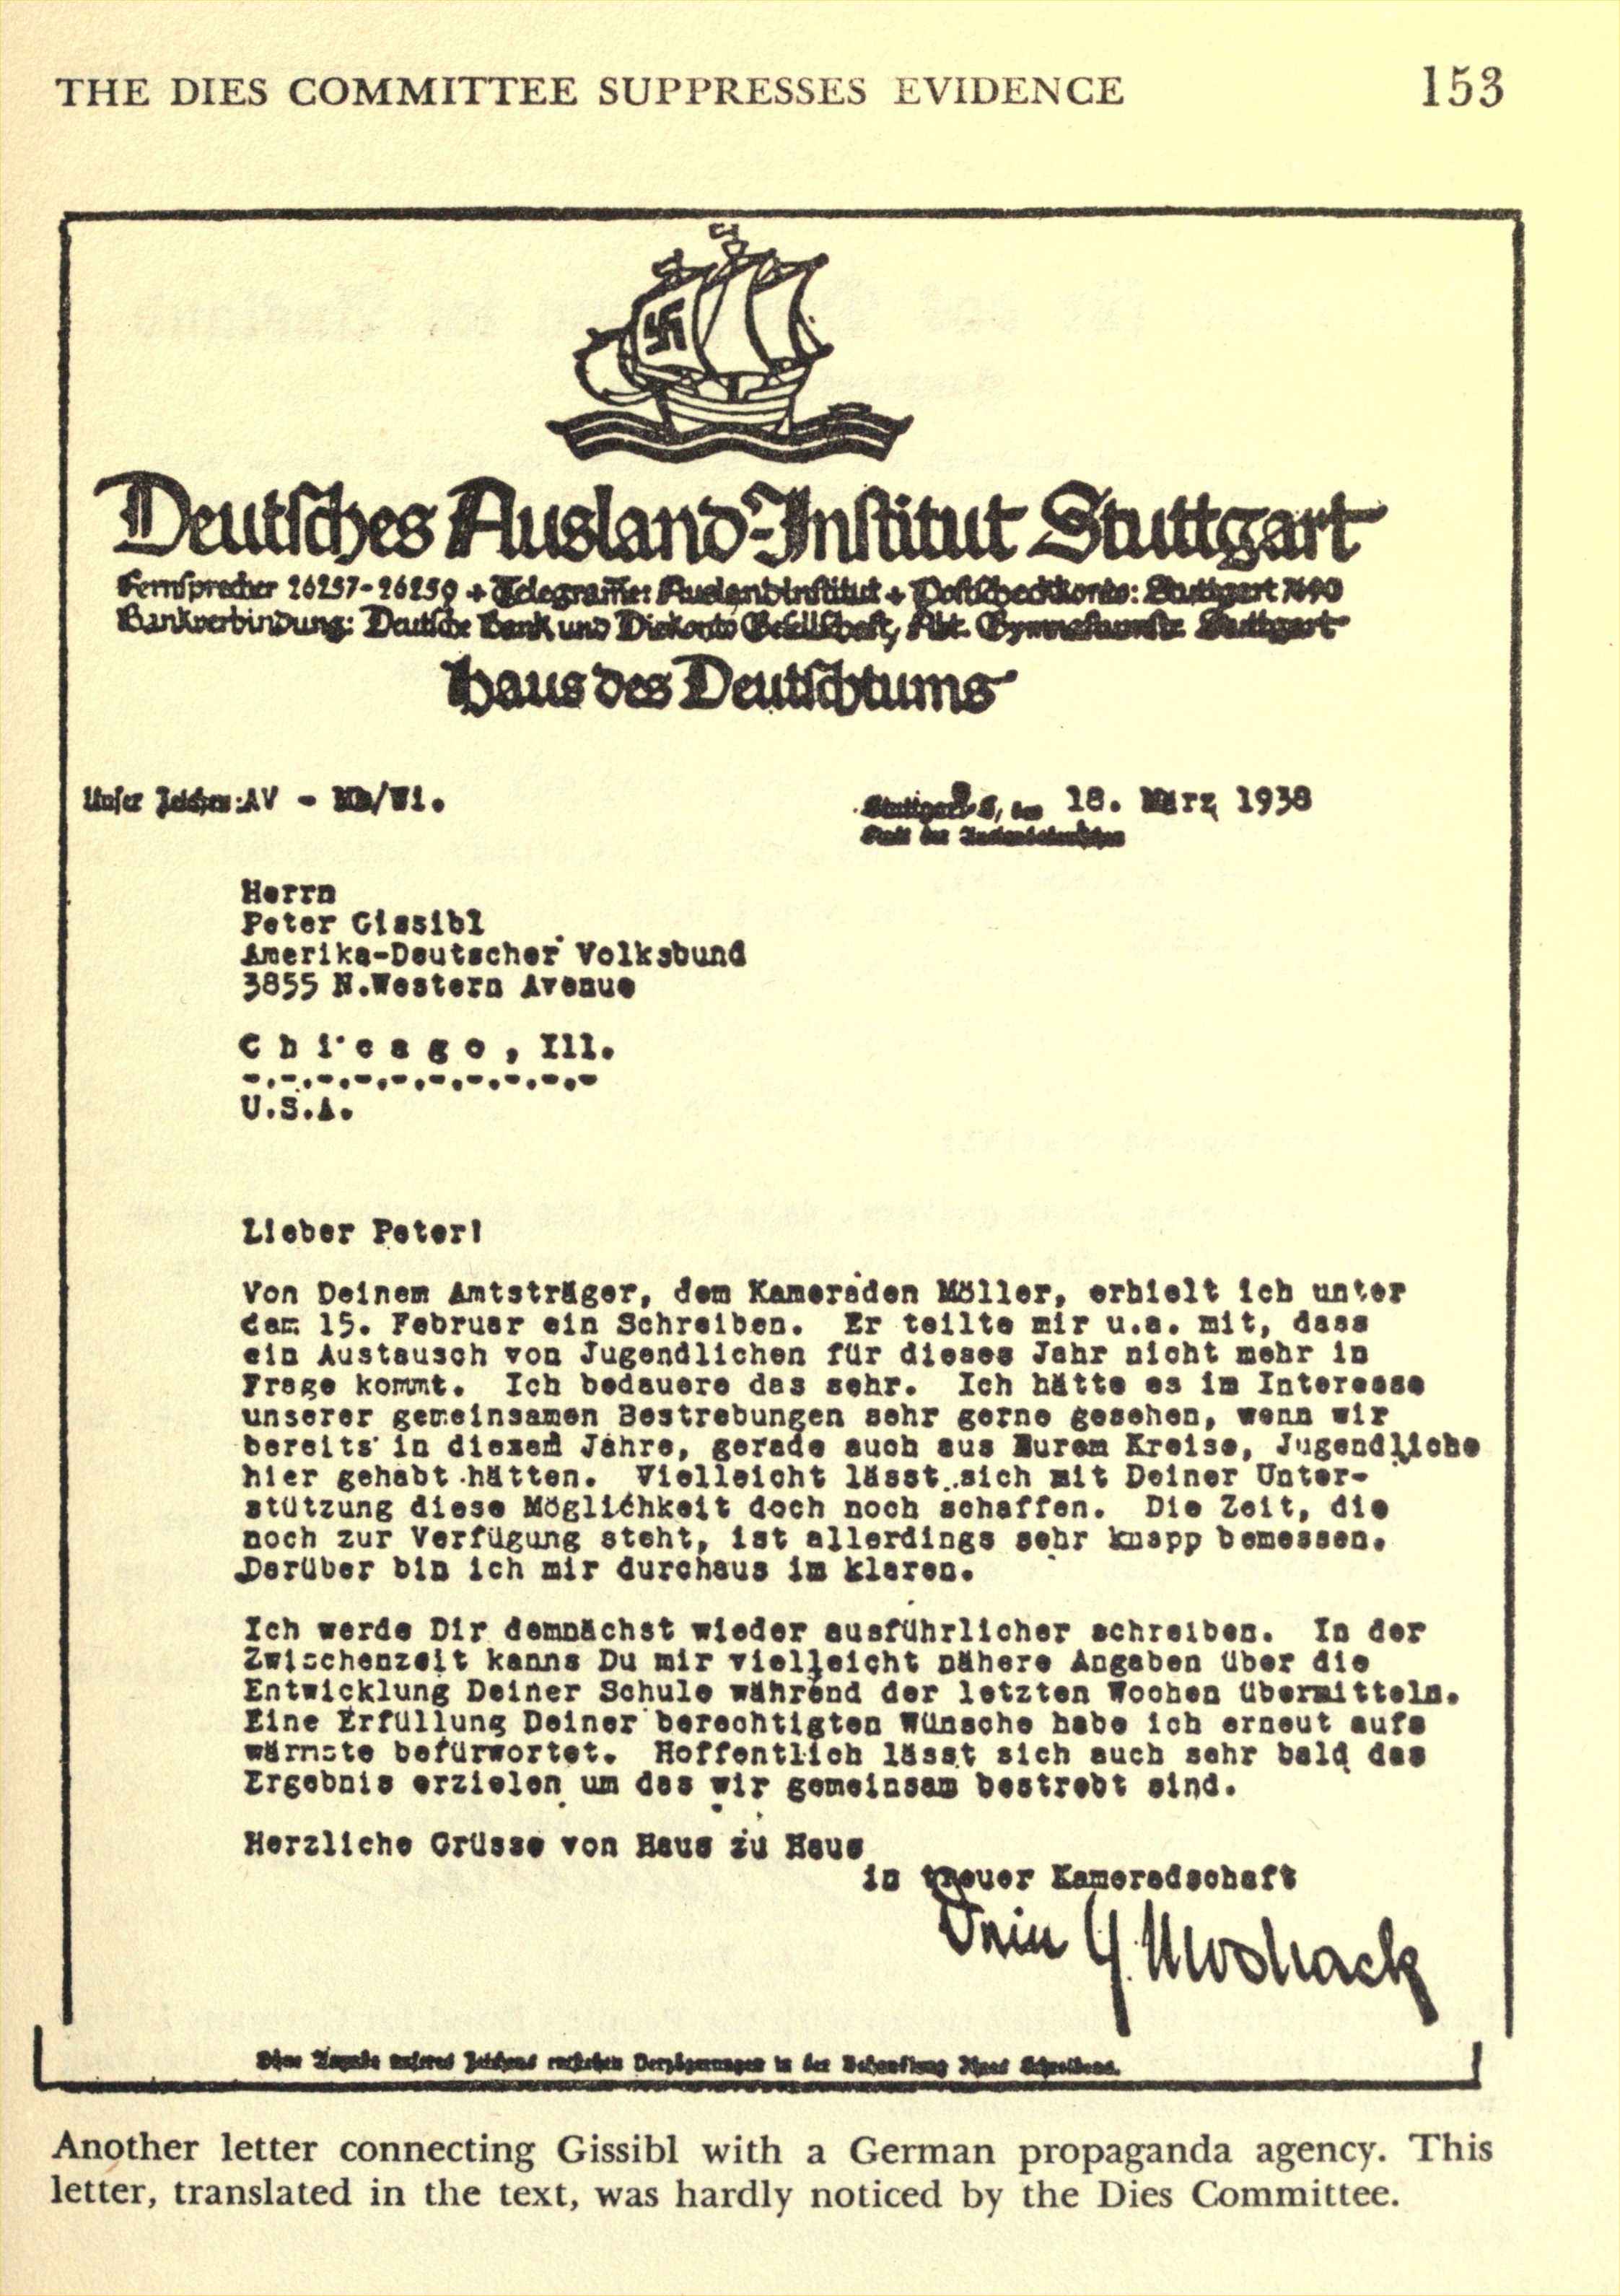 THE DIES COMMITTEE SUPPRESSES EVIDENCE 153
Deutsches Ausland-Institut Stuttgart
Fernsprecher 26257-26259 + Telegramme: Auslandinstitut + Postscheckkonto: Stuttgart
Bankverbindung: Deutsche Bank und Diskonto Gesellschaft, Abt. Gymnasiumstr. Stuttgart
Haus des Deutschtums
Unser Zeichen: AV -
18. März 1938
Herrn
Peter Gissibl
Amerika-Deutscher Volksbund
3855 N.Western Avenue
C h i c a g o , Ill.
-.-.-.-.-.-.-.-.-.-
U.S.A.
Lieber Peter!
Von Deinem Amtsträger, dem Kameraden Möller, erhielt ich unter
dem 15. Februar ein Schreiben. Er teilte mir u.a. mit, dass
ein Austausch von Jugendlichen für dieses Jahr nicht mehr in
Frage kommt. Ich bedauere das sehr. Ich hätte es im Interesse
unserer gemeinsamen Bestrebungen sehr gerne gesehen, wenn wir
bereits in diesem Jahre, gerade auch aus Eurem Kreise, Jugendliche
hier gehabt hätten. Vielleicht lässt sich mit Deiner Unter-
stützung diese Möglichkeit doch noch schaffen. Die Zeit, die
noch zur Verfügung steht, ist allerdings sehr knapp bemessen.
Darüber bin ich mir durchaus im klaren.
Ich werde Dir demnächst wieder ausführlicher schreiben. In der
Zwischenzeit kanns Du mir vielleicht nähere Angaben über die
Entwicklung Deiner Schule während der letzten Wochen übermitteln.
Eine Erfüllung Deiner berechtigten Wünsche habe ich erneut aufs
wärmste befürwortet. Hoffentlich lässt sich auch sehr bald das
Ergebnis erzielen um das wir gemeinsam bestrebt sind.
Herzliche Grüsse von Haus zu Haus
in treuer Kameradschaft
Dein G. Moshack
Ohne Angabe unseres Zeichens entstehen Verzögerungen in der Behandlung Ihres Schreibens.
Another letter connecting Gissibl with a German propaganda agency. This
letter, translated in the text, was hardly noticed by the Dies Committee.